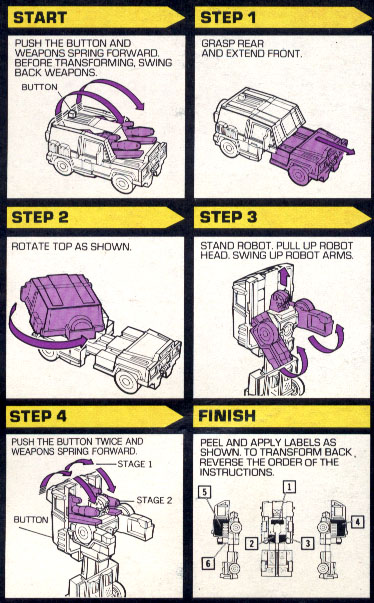 START
PUSH THE BUTTON AND
WEAPONS SPRING FORWARD.
BEFORE TRANSFORMING, SWING
BACK WEAPONS.
BUTTON
STEP 1
GRASP REAR
AND EXTEND FRONT.
STEP 2
ROTATE TOP AS SHOWN.
STEP 3
STAND ROBOT. PULL UP ROBOT
HEAD. SWING UP ROBOT ARMS.
STEP 4
PUSH THE BUTTON TWICE AND
WEAPONS SPRING FORWARD.
STAGE 1
STAGE 2
BUTTON
FINISH
PEEL AND APPLY LABELS AS
SHOWN. TO TRANSFORM BACK,
REVERSE THE ORDER OF THE
INSTRUCTIONS.
1
5
4
2
3
6